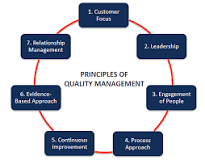 1. Customer
Focus
2. Leadership
3. Engagement
of People
4. Process
Approach
5. Continuous
Improvement
6. Evidence-
Based Approach
7. Relationship
Management
PRINCIPLES OF
QUALITY MANAGEMENT